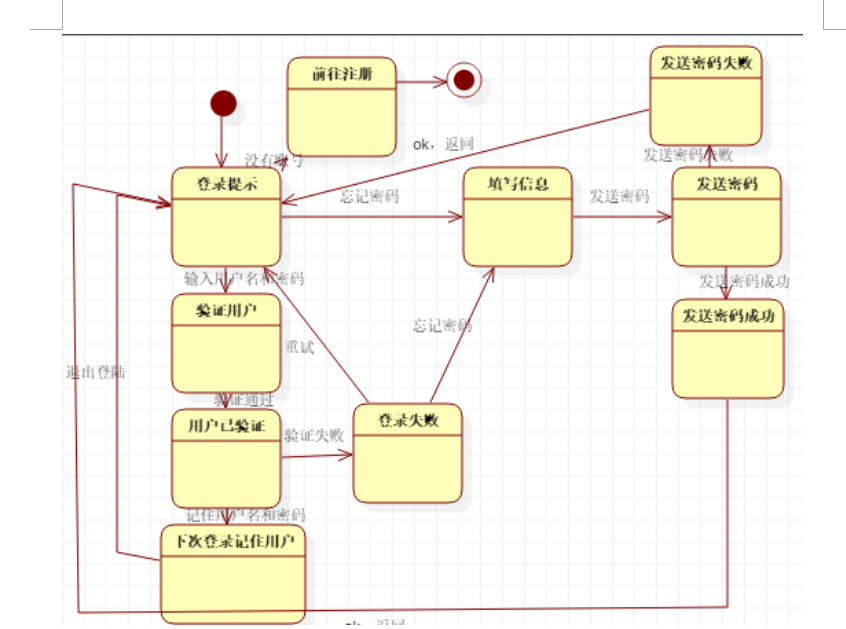 前往注册
发送密码失败
ok，返回
没有账号
发送密码失败
登录提示
忘记密码
填写信息
发送密码
发送密码
输入用户名和密码
发送密码成功
验证用户
发送密码成功
忘记密码
重试
退出登陆
验证通过
用户已验证
登录失败
验证失败
记住用户名和密码
下次登录记住用户
ok，返回